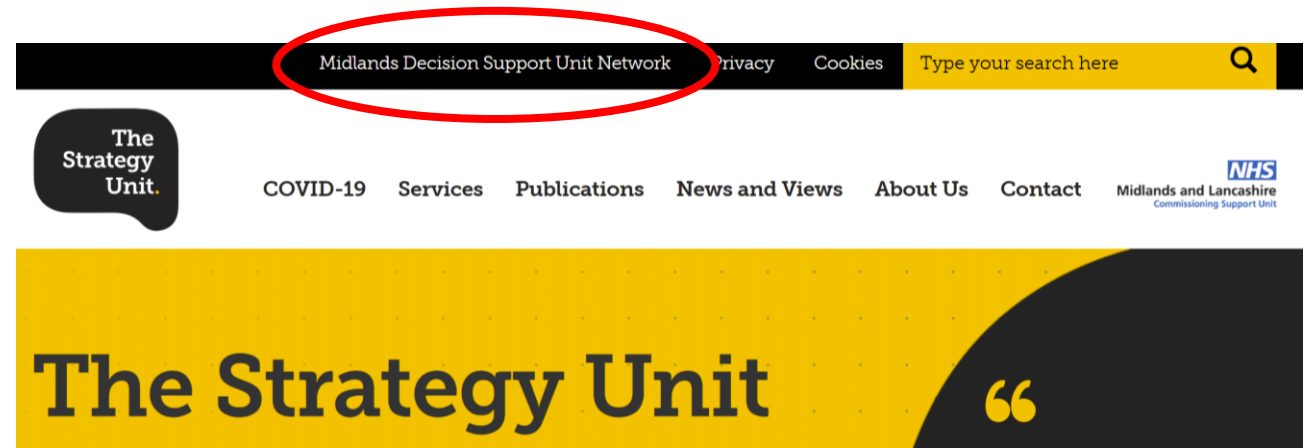 Midlands Decision Support Unit Network Privacy Cookies Type your search here
The
Strategy
Unit.
COVID-19 Services Publications News and Views About Us Contact
NHS
Midlands and Lancashire
Commissioning Support Unit
The Strategy Unit
“